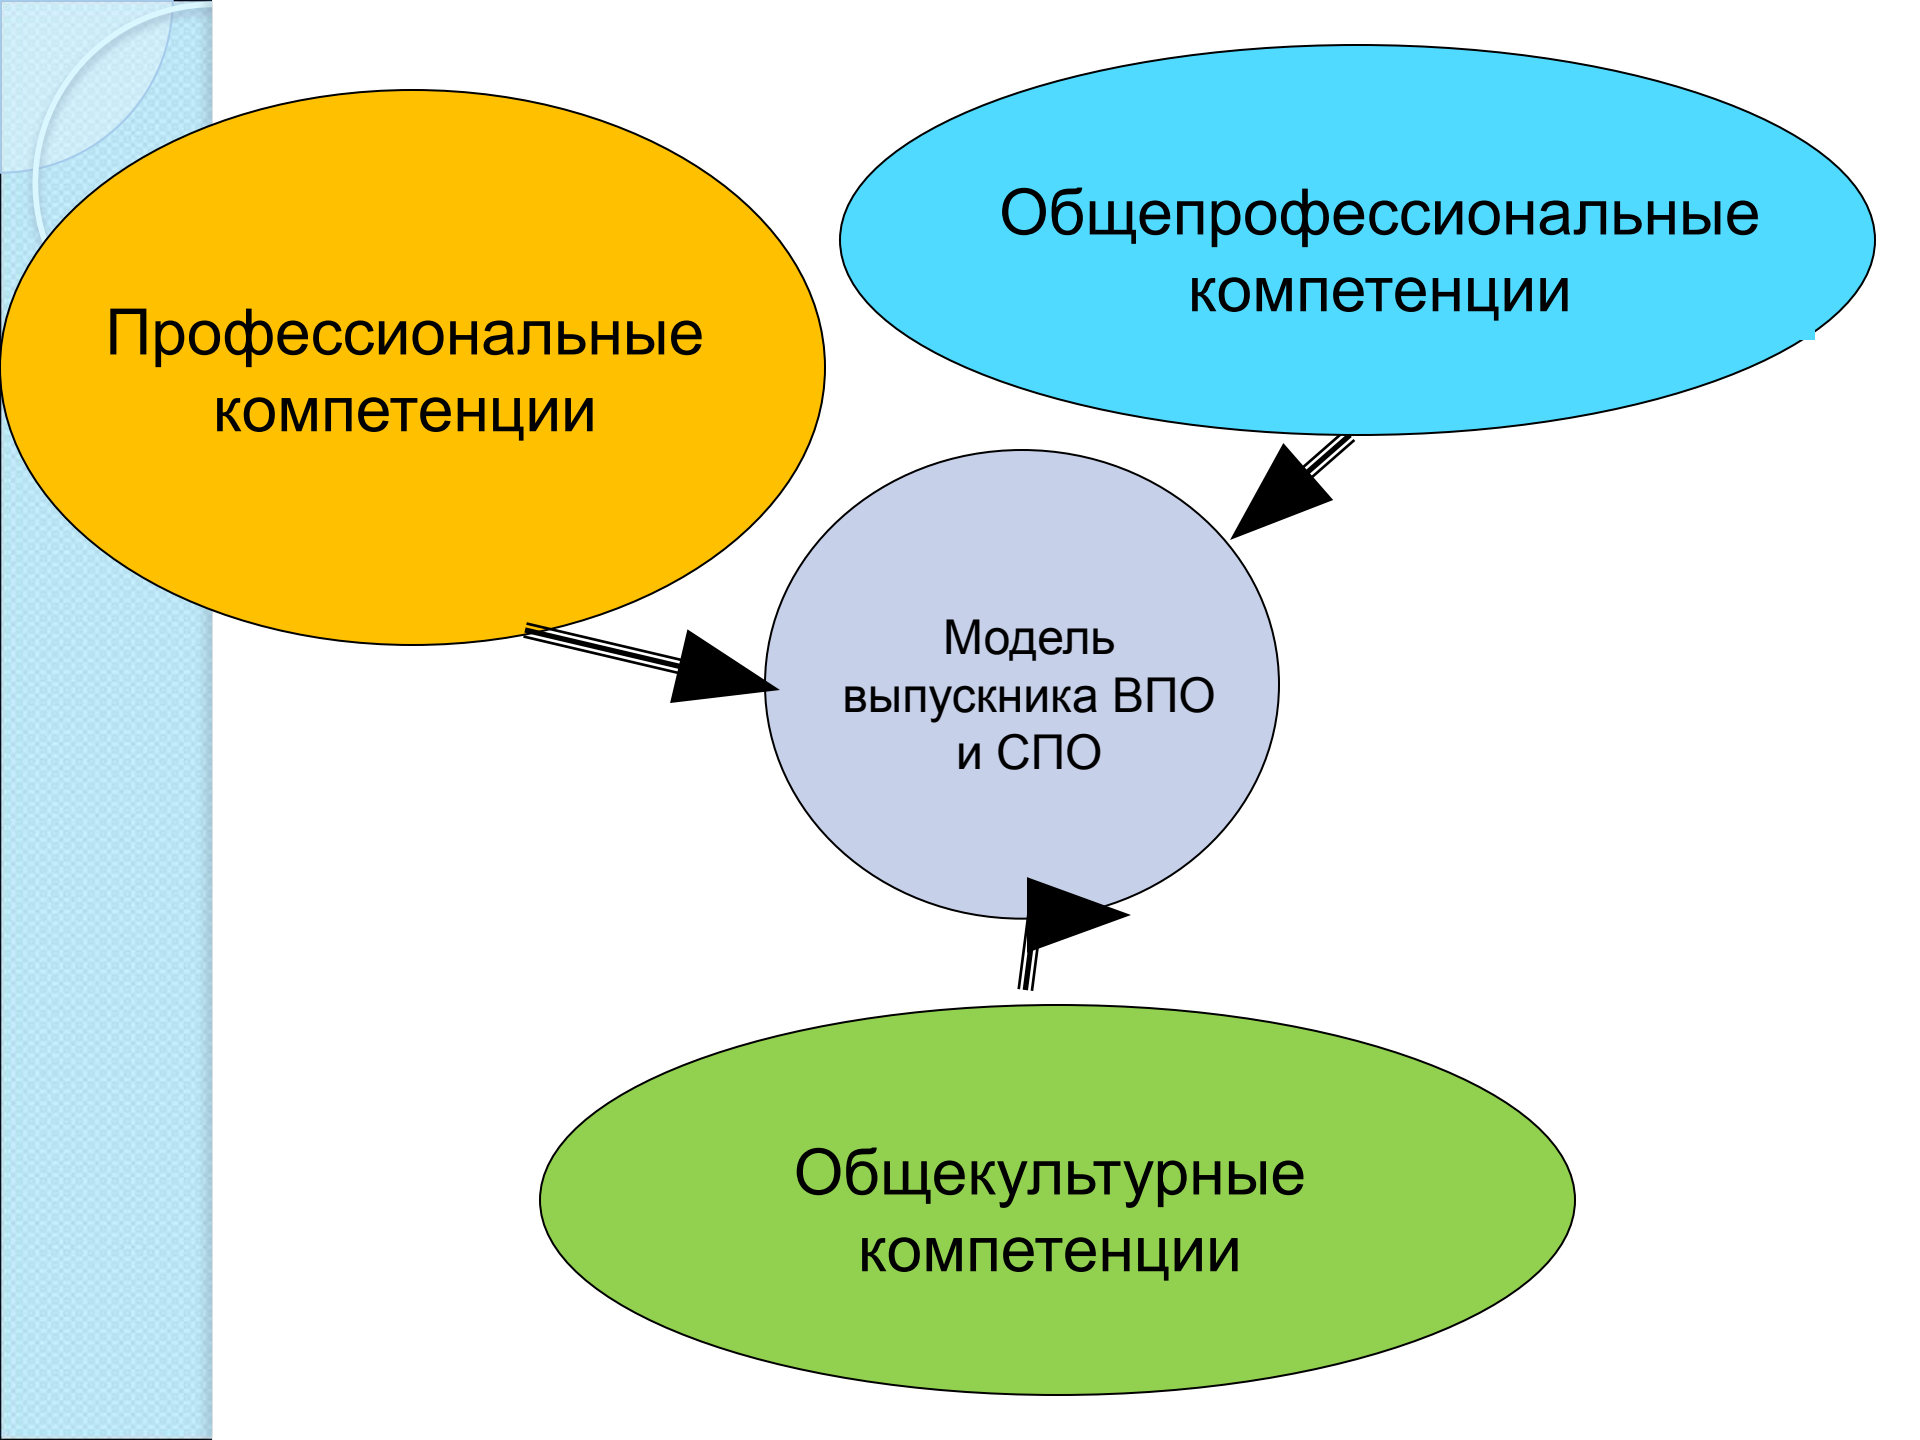 Общепрофессиональные
компетенции
Профессиональные
компетенции
Модель
выпускника ВПО
и СПО
Общекультурные
компетенции